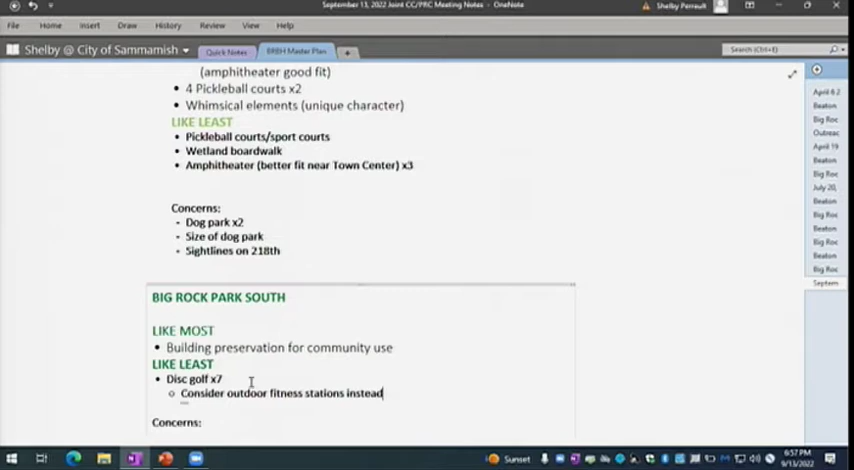 September 13, 2022 Joint CC/PRC Meeting Notes - OneNote
Shelby Perrault
File Home Insert Draw History Review View Help
Shelby @ City of Sammamish
Quick Notes
BRBH Master Plan
Search (Ctrl+E)
(amphitheater good fit)
• 4 Pickleball courts x2
• Whimsical elements (unique character)
LIKE LEAST
• Pickleball courts/sport courts
• Wetland boardwalk
• Amphitheater (better fit near Town Center) x3
Concerns:
- Dog park x2
- Size of dog park
- Sightlines on 218th
BIG ROCK PARK SOUTH
LIKE MOST
• Building preservation for community use
LIKE LEAST
• Disc golf x7
o Consider outdoor fitness stations instead
Concerns:
April 6 2
Beaton
Big Roc
Outreac
April 19
Beaton
Big Roc
July 20,
Beaton
Big Roc
Beaton
Big Roc
Beaton
Big Roc
Septem
Sunset
6:57 PM
9/13/2022